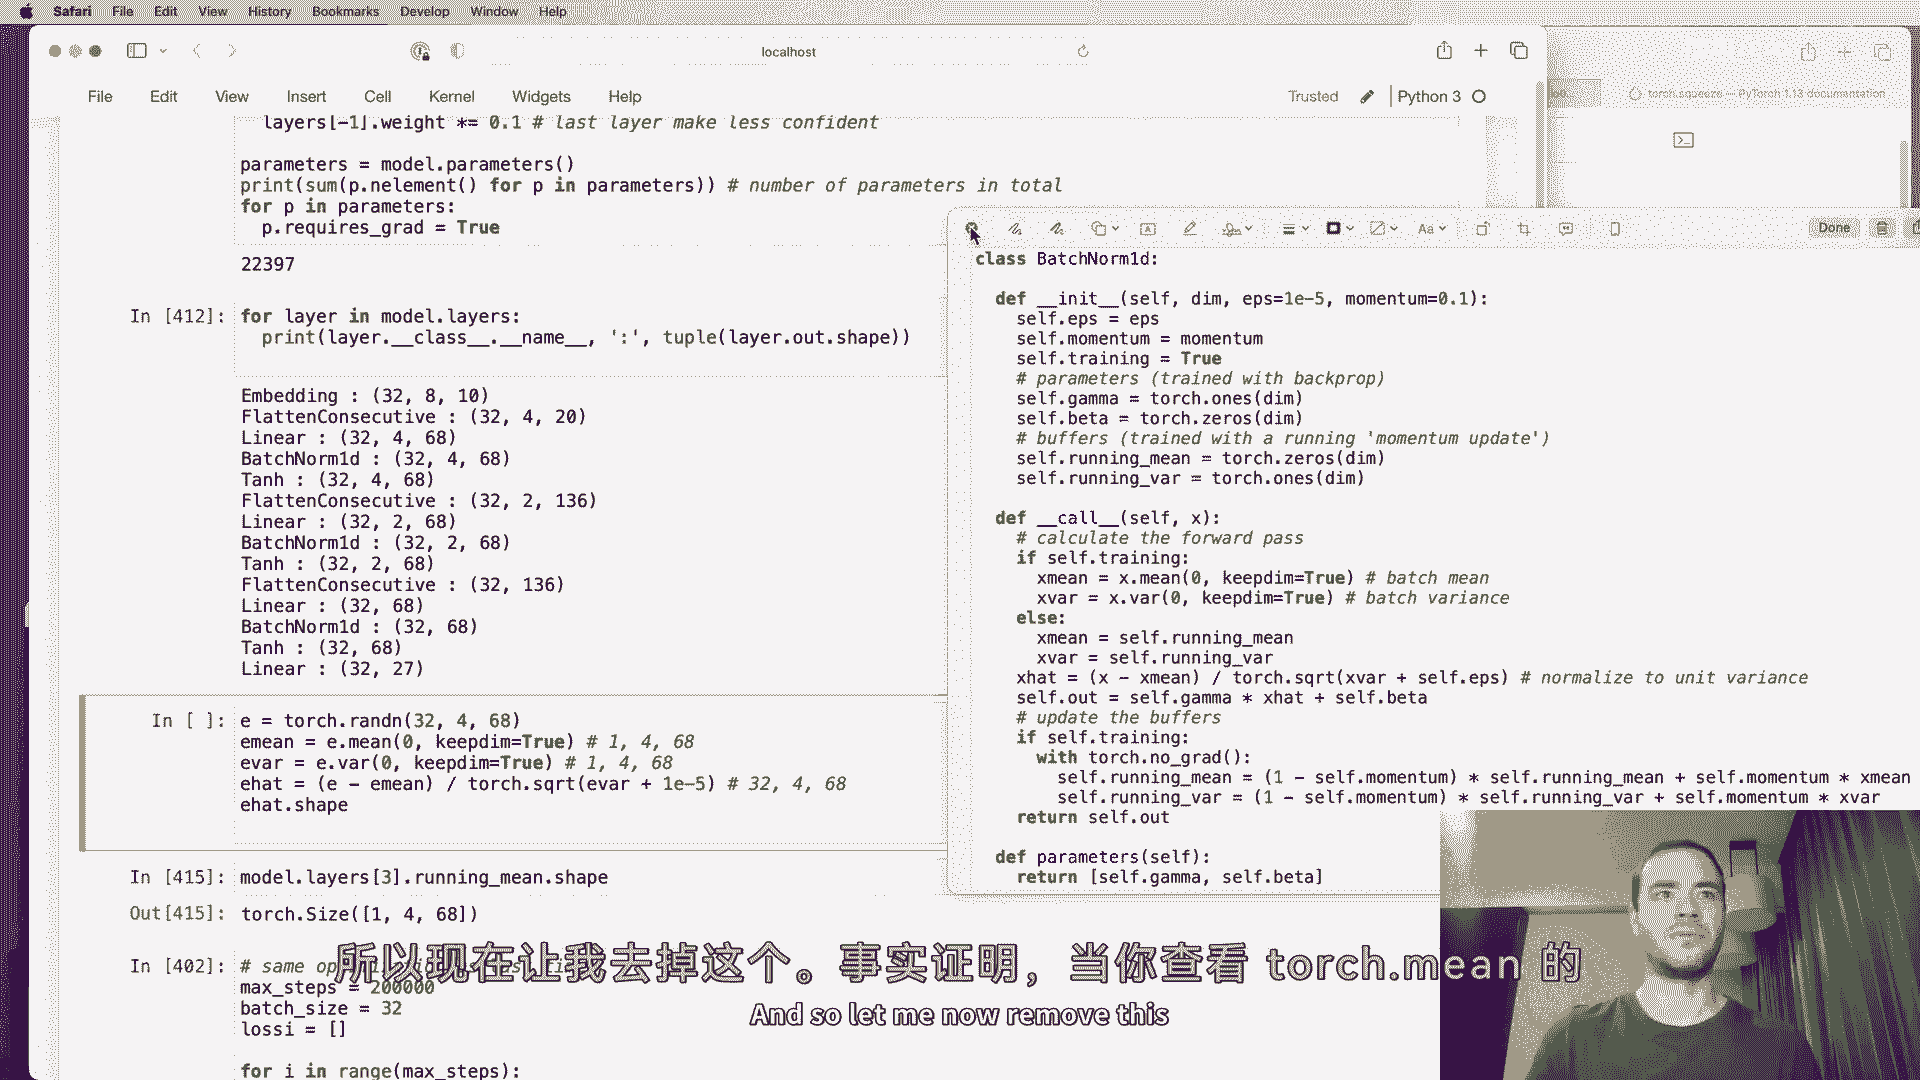 Safari File Edit View History Bookmarks Develop Window Help
localhost
File Edit View Insert Cell Kernel Widgets Help
Trusted Python 3
torch.squeeze — PyTorch 1.13 documentation
layers[-1].weight *= 0.1 # last layer make less confident
parameters = model.parameters()
print(sum(p.nelement() for p in parameters)) # number of parameters in total
for p in parameters:
  p.requires_grad = True
22397
In [412]: for layer in model.layers:
  print(layer.__class__.__name__, ':', tuple(layer.out.shape))
Embedding : (32, 8, 10)
FlattenConsecutive : (32, 4, 20)
Linear : (32, 4, 68)
BatchNorm1d : (32, 4, 68)
Tanh : (32, 4, 68)
FlattenConsecutive : (32, 2, 136)
Linear : (32, 2, 68)
BatchNorm1d : (32, 2, 68)
Tanh : (32, 2, 68)
FlattenConsecutive : (32, 136)
Linear : (32, 68)
BatchNorm1d : (32, 68)
Tanh : (32, 68)
Linear : (32, 27)
In [ ]: e = torch.randn(32, 4, 68)
emean = e.mean(0, keepdim=True) # 1, 4, 68
evar = e.var(0, keepdim=True) # 1, 4, 68
ehat = (e - emean) / torch.sqrt(evar + 1e-5) # 32, 4, 68
ehat.shape
In [415]: model.layers[3].running_mean.shape
Out[415]: torch.Size([1, 4, 68])
In [402]: # same
max_steps = 200000
batch_size = 32
lossi = []
for i in range(max_steps):
Aa
Done
class BatchNorm1d:
  def __init__(self, dim, eps=1e-5, momentum=0.1):
    self.eps = eps
    self.momentum = momentum
    self.training = True
    # parameters (trained with backprop)
    self.gamma = torch.ones(dim)
    self.beta = torch.zeros(dim)
    # buffers (trained with a running 'momentum update')
    self.running_mean = torch.zeros(dim)
    self.running_var = torch.ones(dim)
  def __call__(self, x):
    # calculate the forward pass
    if self.training:
      xmean = x.mean(0, keepdim=True) # batch mean
      xvar = x.var(0, keepdim=True) # batch variance
    else:
      xmean = self.running_mean
      xvar = self.running_var
    xhat = (x - xmean) / torch.sqrt(xvar + self.eps) # normalize to unit variance
    self.out = self.gamma * xhat + self.beta
    # update the buffers
    if self.training:
      with torch.no_grad():
        self.running_mean = (1 - self.momentum) * self.running_mean + self.momentum * xmean
        self.running_var = (1 - self.momentum) * self.running_var + self.momentum * xvar
    return self.out
  def parameters(self):
    return [self.gamma, self.beta]
所以现在让我去掉这个。事实证明，当你查看 torch.mean 的
And so let me now remove this